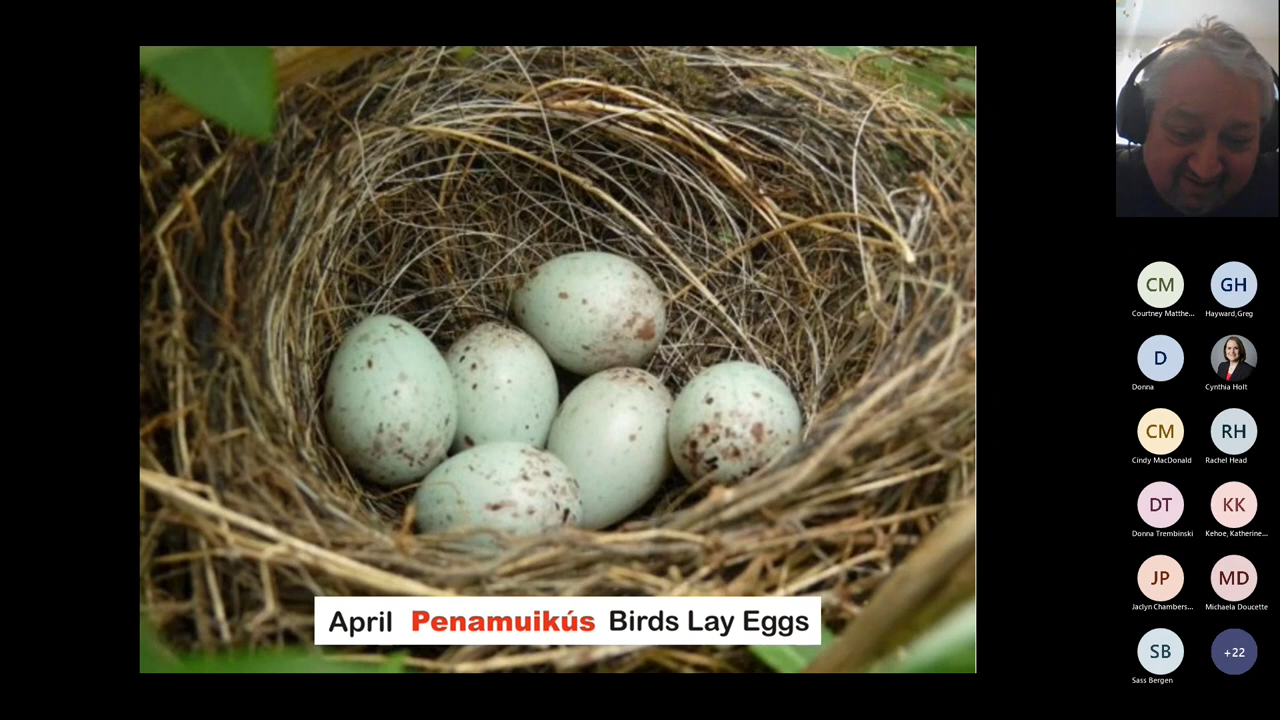 April Penamuikús Birds Lay Eggs
CM
Courtney Matthe...
GH
Hayward,Greg
D
Donna
Cynthia Holt
CM
Cindy MacDonald
RH
Rachel Head
DT
Donna Trembinski
KK
Kehoe, Katherine...
JP
Jaclyn Chambers...
MD
Michaela Doucette
SB
Sass Bergen
+22